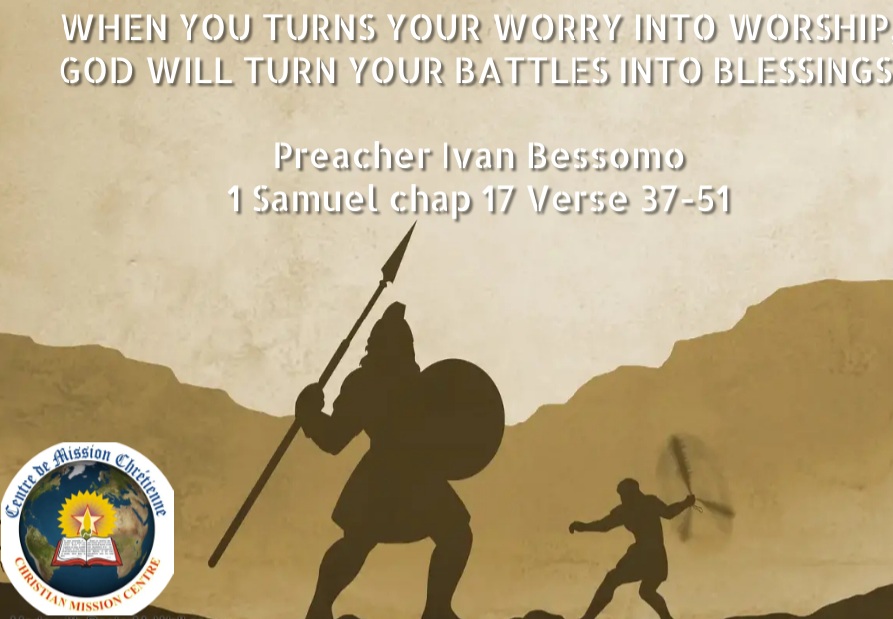 WHEN YOU TURNS YOUR WORRY INTO WORSHIP
GOD WILL TURN YOUR BATTLES INTO BLESSINGS
Preacher Ivan Bessomo
1 Samuel chap 17 Verse 37-51
Centre de Mission Chrétienne
CHRISTIAN MISSION CENTRE